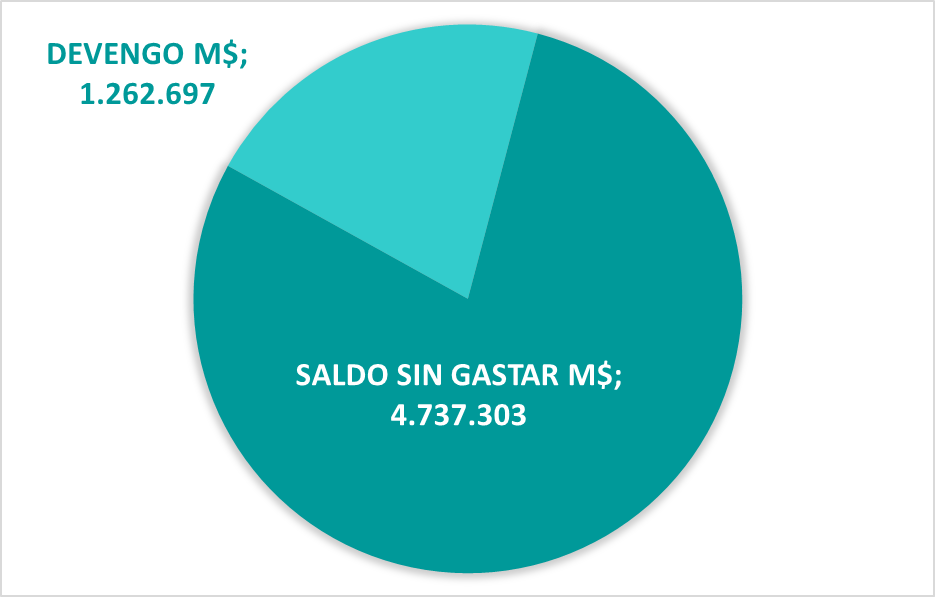 DEVENGO M$;
1.262.697
SALDO SIN GASTAR M$;
4.737.303